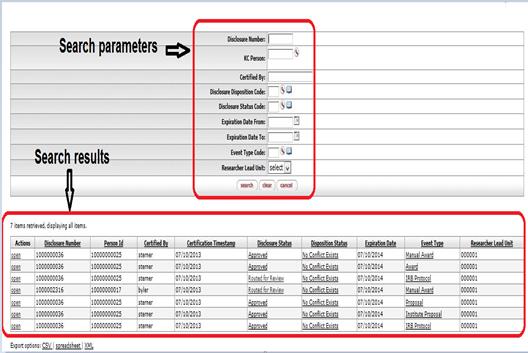 Search parameters
Disclosure Number:
KC Person:
Certified By:
Disclosure Disposition Code:
Disclosure Status Code:
Expiration Date From:
Expiration Date To:
Event Type Code:
Researcher Lead Unit: select
search clear cancel
Search results
7 items retrieved, displaying all items.
Actions Disclosure Number Person Id Certified By Certification Timestamp Disclosure Status Disposition Status Expiration Date Event Type Researcher Lead Unit
open 1000000036 10000000025 sterner 07/10/2013 Approved No Conflict Exists 07/10/2014 Manual Award 000001
open 1000000036 10000000025 sterner 07/10/2013 Approved No Conflict Exists 07/10/2014 Award 000001
open 1000000036 10000000025 sterner 07/10/2013 Routed for Review No Conflict Exists 07/10/2014 IRB Protocol 000001
open 1000002316 10000000017 byler 07/10/2013 Routed for Review No Conflict Exists 07/10/2014 Manual Award 000001
open 1000000036 10000000025 sterner 07/10/2013 Approved No Conflict Exists 07/10/2014 Proposal 000001
open 1000000036 10000000025 sterner 07/10/2013 Approved No Conflict Exists 07/10/2014 Institute Proposal 000001
open 1000000036 10000000025 sterner 07/10/2013 Approved No Conflict Exists 07/10/2014 IRB Protocol 000001
Export options: CSV | spreadsheet | XML